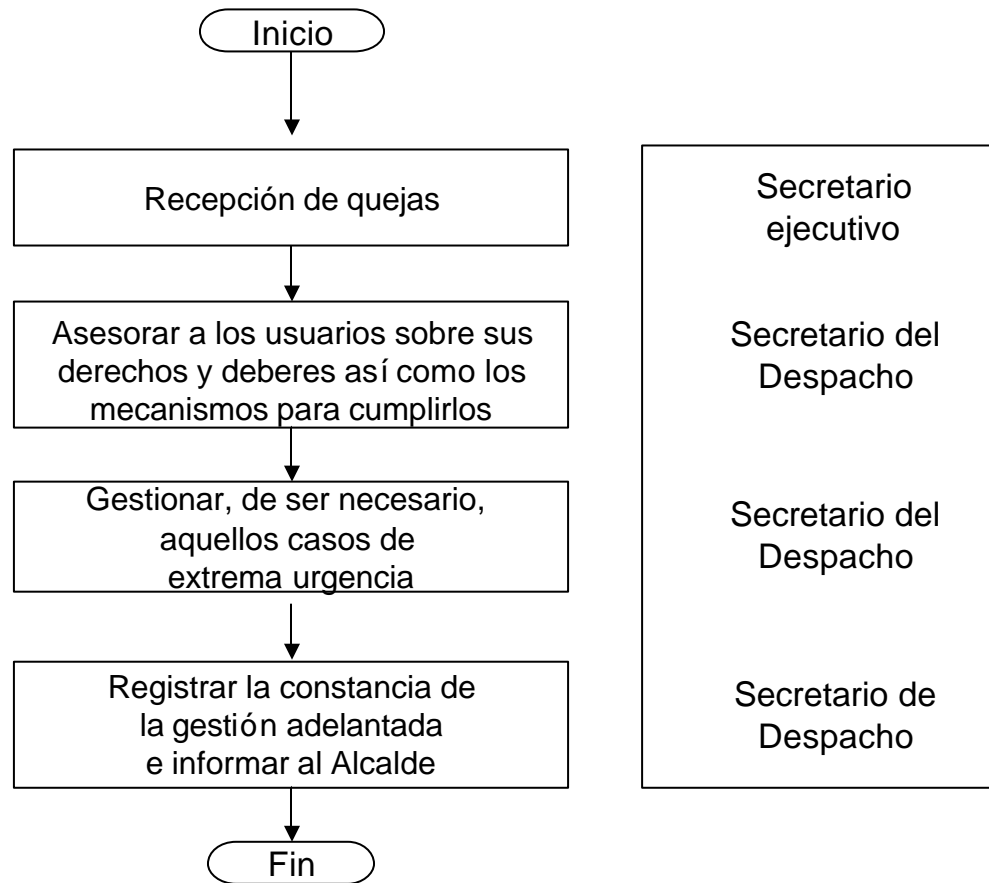 Inicio
Recepción de quejas
Secretario
ejecutivo
Asesorar a los usuarios sobre sus
derechos y deberes así como los
mecanismos para cumplirlos
Secretario del
Despacho
Gestionar, de ser necesario,
aquellos casos de
extrema urgencia
Secretario del
Despacho
Registrar la constancia de
la gestión adelantada
e informar al Alcalde
Secretario de
Despacho
Fin